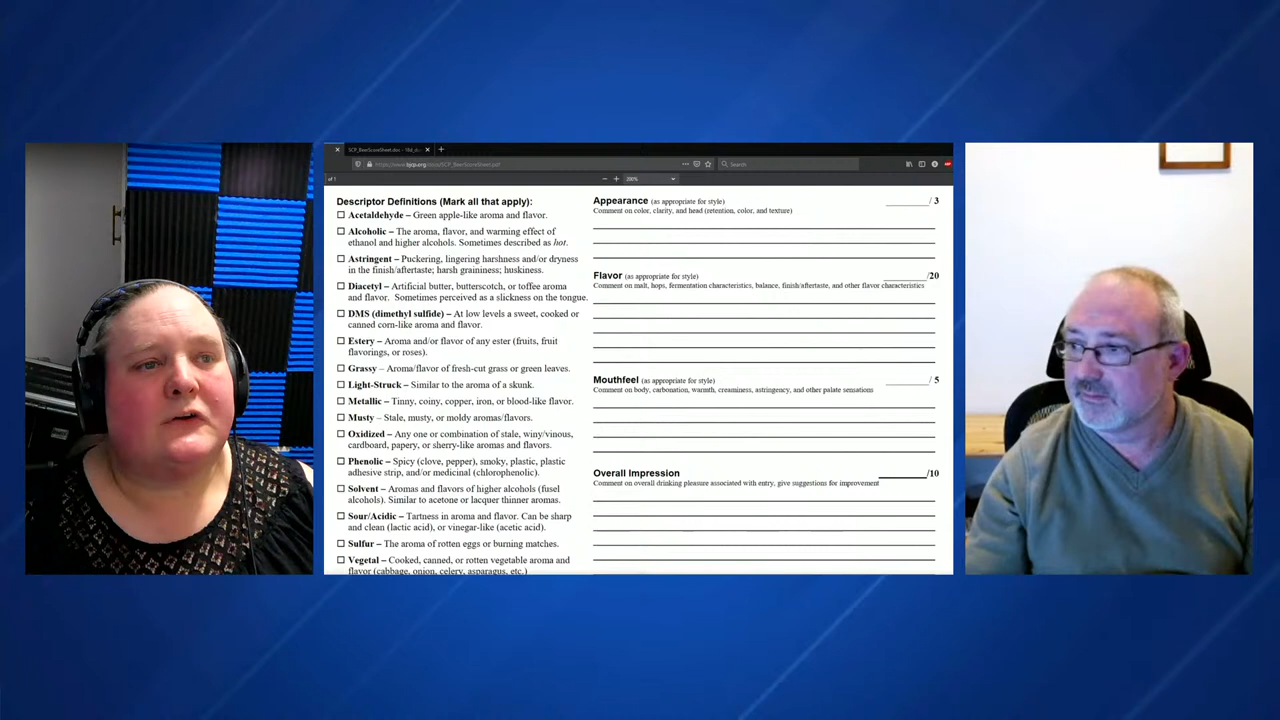 SCP_BeerScoreSheet.doc - 
https://www.bjcp.org/docs/SCP_BeerScoreSheet.pdf
Search
of 1
200%
Descriptor Definitions (Mark all that apply):
Acetaldehyde – Green apple-like aroma and flavor.
Alcoholic – The aroma, flavor, and warming effect of
ethanol and higher alcohols. Sometimes described as hot.
Astringent – Puckering, lingering harshness and/or dryness
in the finish/aftertaste; harsh graininess; huskiness.
Diacetyl – Artificial butter, butterscotch, or toffee aroma
and flavor. Sometimes perceived as a slickness on the tongue.
DMS (dimethyl sulfide) – At low levels a sweet, cooked or
canned corn-like aroma and flavor.
Estery – Aroma and/or flavor of any ester (fruits, fruit
flavorings, or roses).
Grassy – Aroma/flavor of fresh-cut grass or green leaves.
Light-Struck – Similar to the aroma of a skunk.
Metallic – Tinny, coiny, copper, iron, or blood-like flavor.
Musty – Stale, musty, or moldy aromas/flavors.
Oxidized – Any one or combination of stale, winy/vinous,
cardboard, papery, or sherry-like aromas and flavors.
Phenolic – Spicy (clove, pepper), smoky, plastic, plastic
adhesive strip, and/or medicinal (chlorophenolic).
Solvent – Aromas and flavors of higher alcohols (fusel
alcohols). Similar to acetone or lacquer thinner aromas.
Sour/Acidic – Tartness in aroma and flavor. Can be sharp
and clean (lactic acid), or vinegar-like (acetic acid).
Sulfur – The aroma of rotten eggs or burning matches.
Vegetal – Cooked, canned, or rotten vegetable aroma and
flavor (cabbage, onion, celery, asparagus, etc.)
Appearance (as appropriate for style) / 3
Comment on color, clarity, and head (retention, color, and texture)
Flavor (as appropriate for style) /20
Comment on malt, hops, fermentation characteristics, balance, finish/aftertaste, and other flavor characteristics
Mouthfeel (as appropriate for style) / 5
Comment on body, carbonation, warmth, creaminess, astringency, and other palate sensations
Overall Impression /10
Comment on overall drinking pleasure associated with entry, give suggestions for improvement